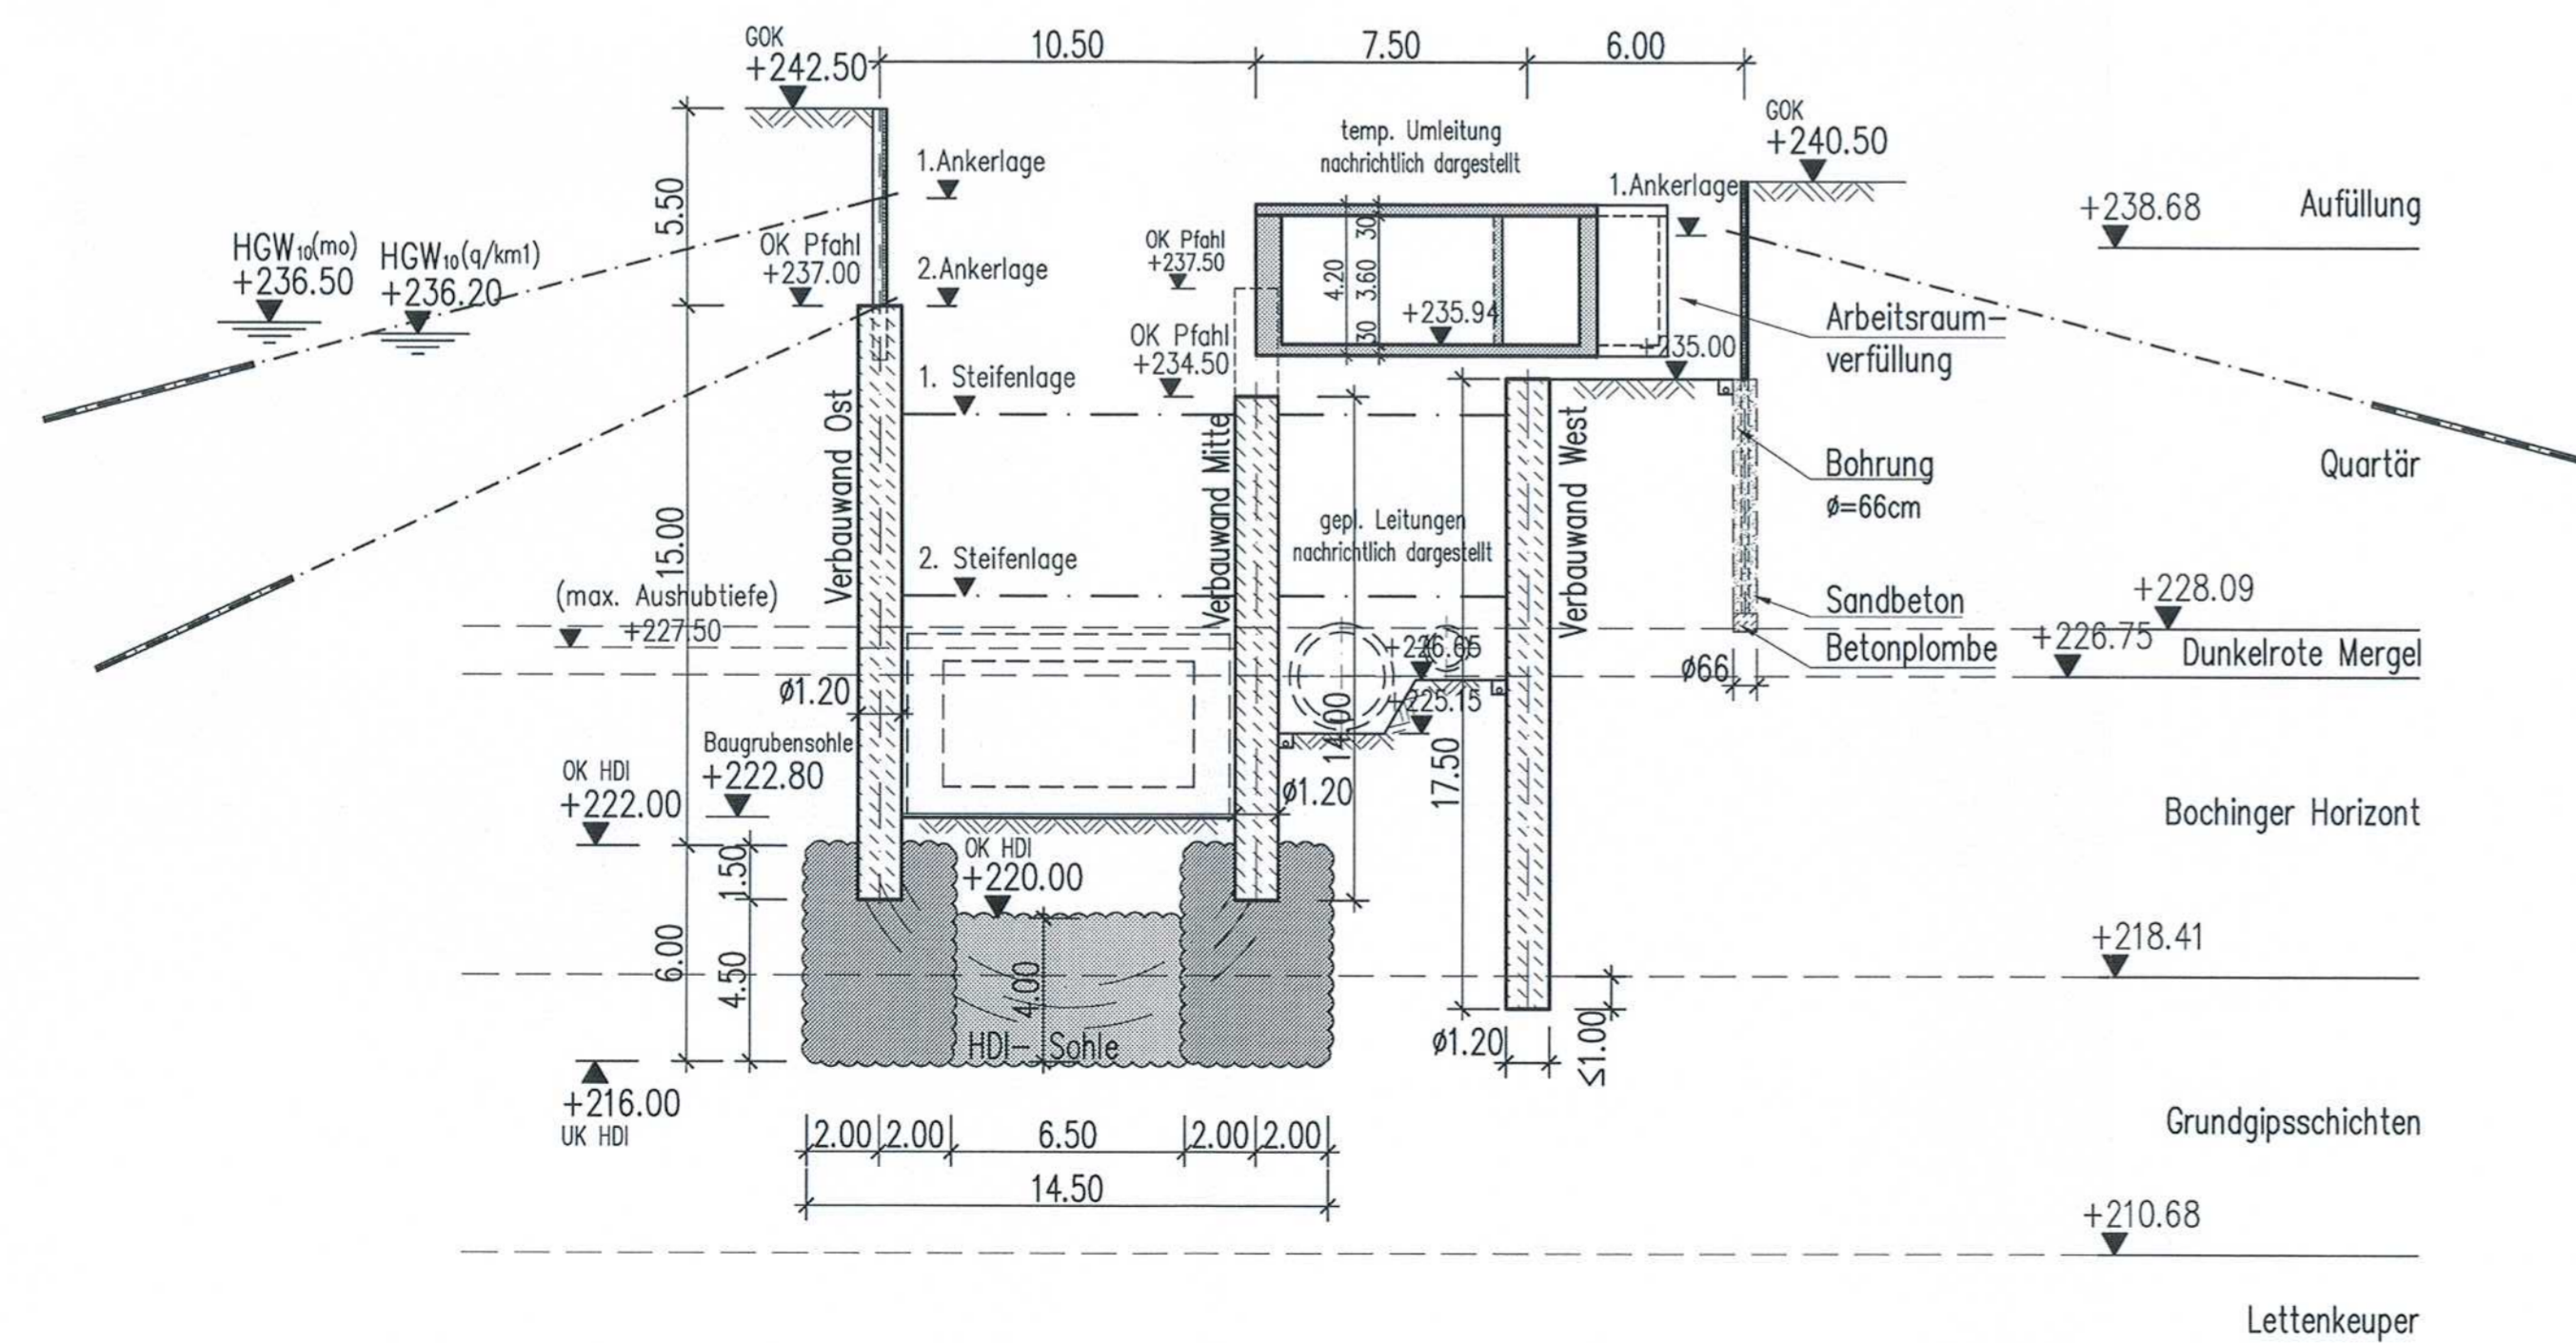 GOK
+242.50
10.50
7.50
6.00
GOK
+240.50
temp. Umleitung
nachrichtlich dargestellt
1.Ankerlage
1.Ankerlage
5.50
+238.68
Aufüllung
HGW10(mo)
+236.50
HGW10(q/km1)
+236.20
OK Pfahl
+237.00
2.Ankerlage
OK Pfahl
+237.50
30
4.20
3.60
30
+235.94
Arbeitsraum-
verfüllung
OK Pfahl
+234.50
+235.00
1. Steifenlage
Verbauwand Ost
Verbauwand Mitte
Verbauwand West
Bohrung
ø=66cm
Quartär
15.00
gepl. Leitungen
nachrichtlich dargestellt
2. Steifenlage
(max. Aushubtiefe)
+227.50
Sandbeton
+228.09
Betonplombe
+226.75
Dunkelrote Mergel
+226.65
ø66
ø1.20
+225.15
14.00
17.50
Baugrubensohle
+222.80
OK HDI
+222.00
ø1.20
Bochinger Horizont
1.50
OK HDI
+220.00
6.00
4.50
4.00
+218.41
HDI- Sohle
ø1.20
≤1.00
+216.00
UK HDI
2.00
2.00
6.50
2.00
2.00
14.50
Grundgipsschichten
+210.68
Lettenkeuper